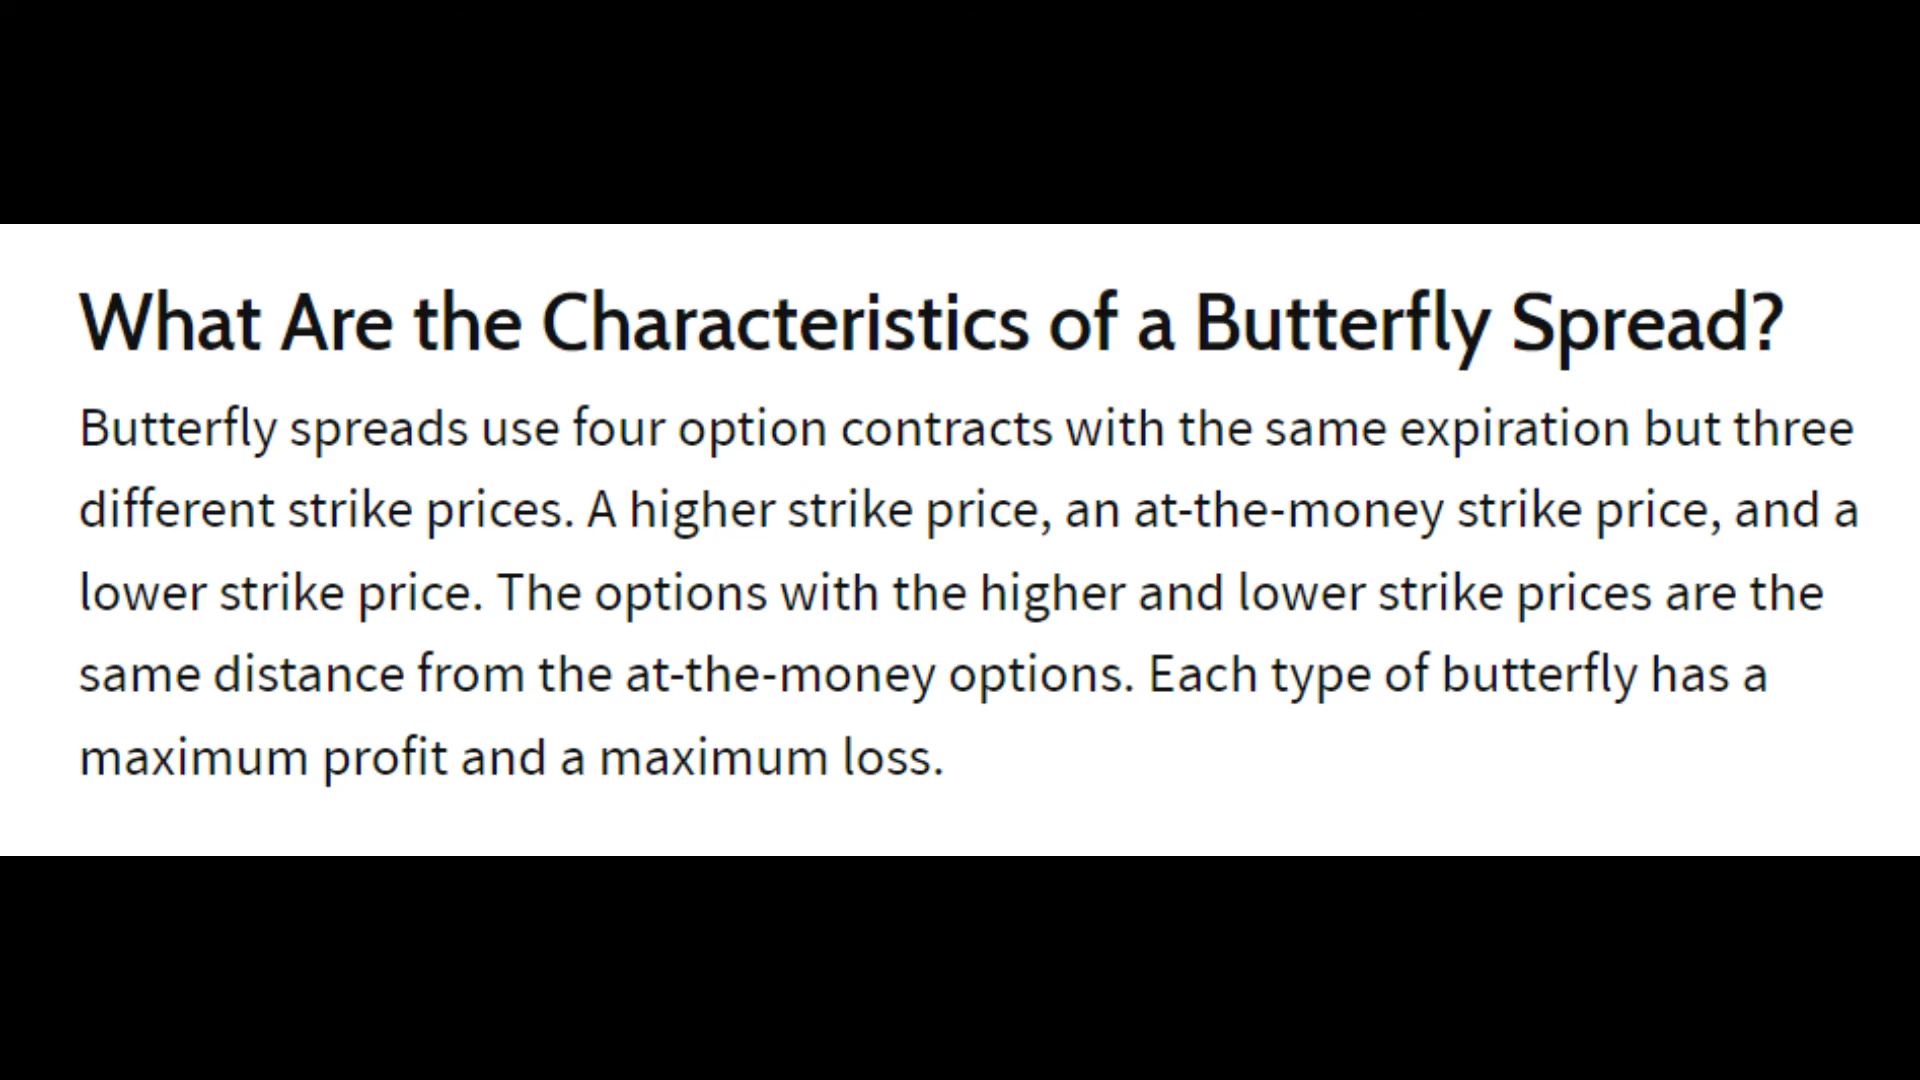 What Are the Characteristics of a Butterfly Spread?
Butterfly spreads use four option contracts with the same expiration but three
different strike prices. A higher strike price, an at-the-money strike price, and a
lower strike price. The options with the higher and lower strike prices are the
same distance from the at-the-money options. Each type of butterfly has a
maximum profit and a maximum loss.